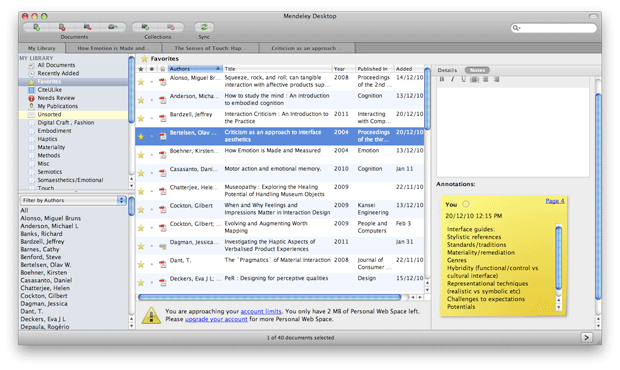 Mendeley Desktop
Documents
Collections
Sync
My Library
How Emotion is Made and ...
The Senses of Touch: Hap...
Criticism as an approach ...
MY LIBRARY
All Documents
Recently Added
Favorites
CiteULike
Needs Review
My Publications
Unsorted
Digital Craft , Fashion
Embodiment
Haptics
Materiality
Methods
Misc
Semiotics
Somaesthetics/Emotional
Touch
Filter by Authors
All
Alonso, Miguel Bruns
Anderson, Michael L
Banks, Richard
Bardzell, Jeffrey
Barnes, Cathy
Benford, Steve
Bertelsen, Olav W.
Boehner, Kirsten
Casasanto, Daniel
Chatterjee, Helen
Cockton, Gilbert
Dagman, Jessica
Dant, T.
Deckers, Eva J L
Depaula, Rogério
Favorites
Authors Title Year Published In Added
Alonso, Miguel Br... Squeeze, rock, and roll; can tangible interaction with affective products sup... 2008 Proceedings of the 2nd ... 14/12/10
Anderson, Micha... How to study the mind : An introduction to embodied cognition Cognition 13/12/10
Bardzell, Jeffrey Interaction Criticism : An Introduction to the Practice 2011 Interacting with Comp... 20/12/10
Bertelsen, Olav ... Criticism as an approach to interface aesthetics 2004 Proceedings of the thir... 20/12/10
Boehner, Kirsten... How Emotion is Made and Measured 2004 Emotion 13/12/10
Casasanto, Dani... Motor action and emotional memory. 2010 Cognition Jan 11
Chatterjee, Hele... Museopathy : Exploring the Healing Potential of Handling Museum Objects 2009 22/11/10
Cockton, Gilbert When and Why Feelings and Impressions Matter in Interaction Design 2009 Kansei Engineering 13/12/10
Cockton, Gilbert; ... Evolving and Augmenting Worth Mapping 2009 People and Computers Feb 3
Dagman, Jessica... Investigating the Haptic Aspects of Verbalised Product Experiences 2011 Jan 31
Dant, T. The `Pragmatics ' of Material Interaction 2008 Journal of Consumer ... 22/11/10
Deckers, Eva J L; ... PeR : Designing for perceptive qualities Design 15/12/10
You are approaching your account limits. You only have 2 MB of Personal Web Space left.
Please upgrade your account for more Personal Web Space.
Details
Notes
B I U
Annotations:
You
Page 4
20/12/10 12:15 PM
Interface guides:
Stylistic references
Standards/traditions
Materiality/remediation
Genres
Hybridity (functional/control vs
cultural interface)
Representational techniques
(realistic vs symbolic etc)
Challenges to expectations
Potentials
1 of 40 documents selected